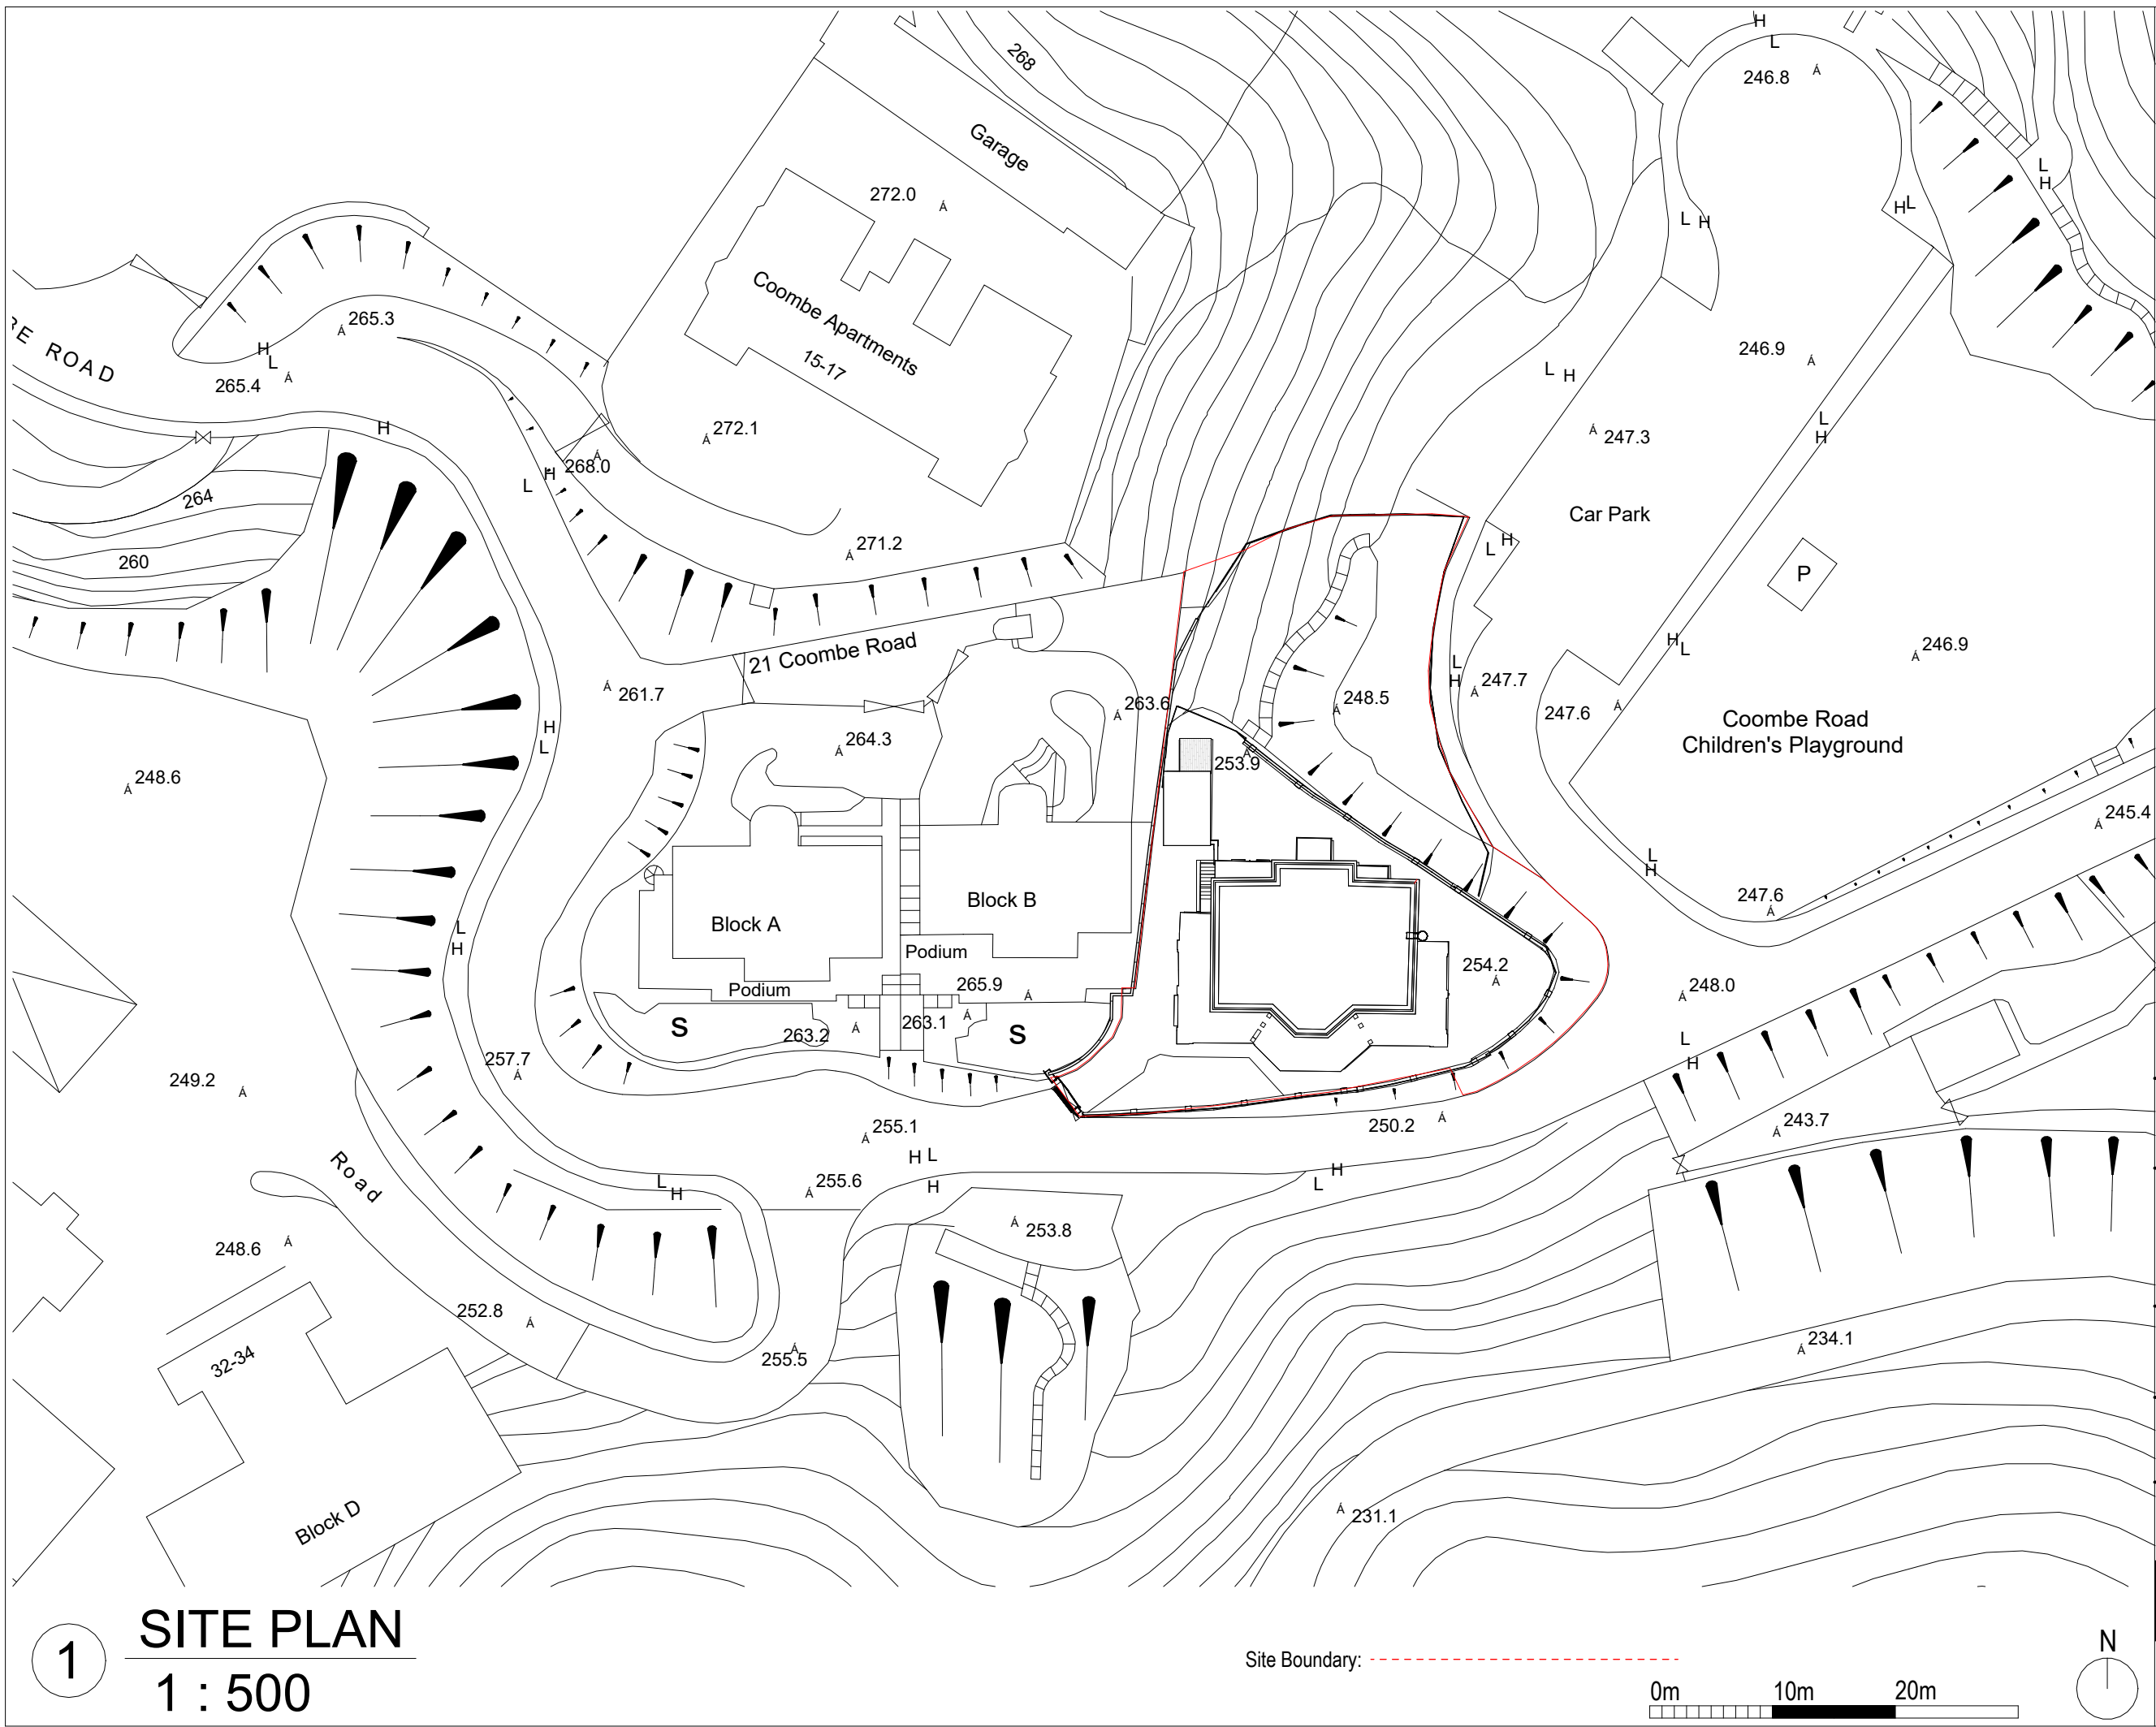 268
H
L
246.8
Garage
272.0
L
H
HL
L H
Coombe Apartments
15-17
265.3
RE ROAD
H
L
265.4
246.9
L H
L
H
H
272.1
247.3
268.0
H
L
264
Car Park
271.2
L H
260
P
21 Coombe Road
H
L
246.9
L
H
247.7
261.7
263.6
248.5
247.6
Coombe Road
Children's Playground
H
L
264.3
253.9
248.6
245.4
L
H
247.6
Block B
Block A
L
H
Podium
254.2
265.9
Podium
248.0
S
263.2
263.1
S
L
H
257.7
249.2
250.2
243.7
255.1
H L
H
H
L
Road
L
H
255.6
253.8
248.6
252.8
234.1
255.5
32-34
231.1
Block D
1
SITE PLAN
1 : 500
Site Boundary:
N
0m 10m 20m